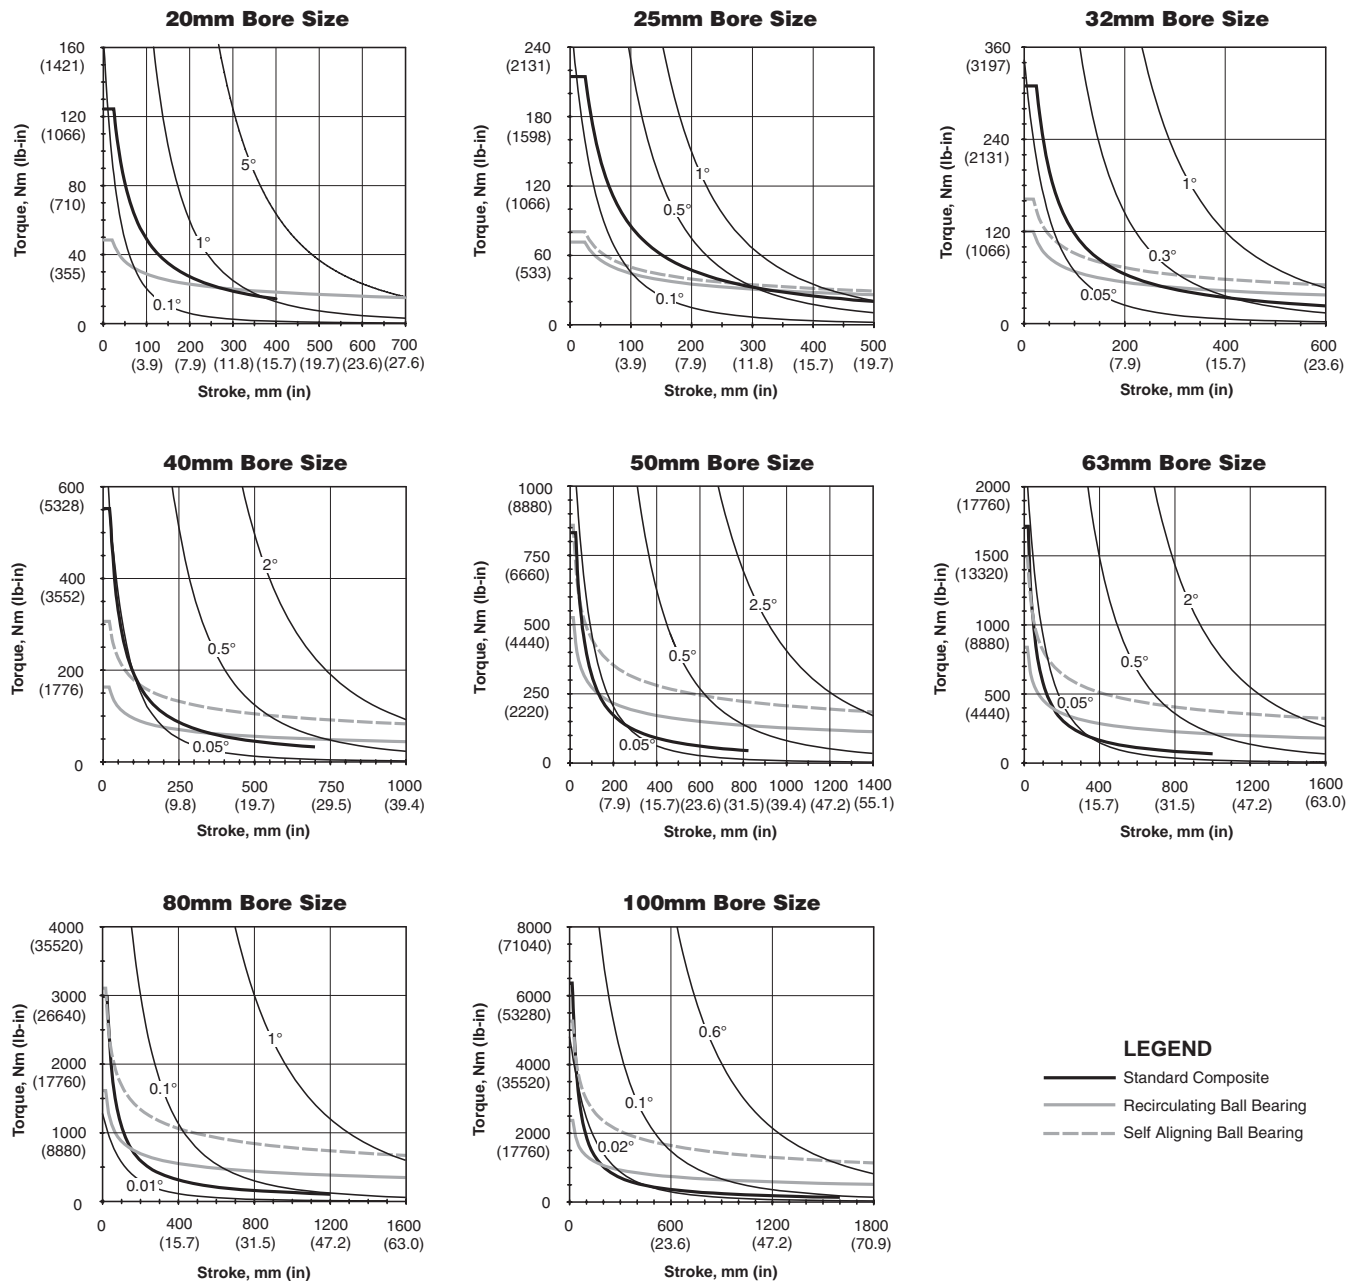 20mm Bore Size
Torque, Nm (lb-in)
160
(1421)
120
(1066)
80
(710)
40
(355)
0
5°
1°
0.1°
0 100 200 300 400 500 600 700
(3.9) (7.9) (11.8) (15.7) (19.7) (23.6) (27.6)
Stroke, mm (in)
25mm Bore Size
Torque, Nm (lb-in)
240
(2131)
180
(1598)
120
(1066)
60
(533)
0
1°
0.5°
0.1°
0 100 200 300 400 500
(3.9) (7.9) (11.8) (15.7) (19.7)
Stroke, mm (in)
32mm Bore Size
Torque, Nm (lb-in)
360
(3197)
240
(2131)
120
(1066)
0
1°
0.3°
0.05°
0 200 400 600
(7.9) (15.7) (23.6)
Stroke, mm (in)
40mm Bore Size
Torque, Nm (lb-in)
600
(5328)
400
(3552)
200
(1776)
0
2°
0.5°
0.05°
0 250 500 750 1000
(9.8) (19.7) (29.5) (39.4)
Stroke, mm (in)
50mm Bore Size
Torque, Nm (lb-in)
1000
(8880)
750
(6660)
500
(4440)
250
(2220)
0
2.5°
0.5°
0.05°
0 200 400 600 800 1000 1200 1400
(7.9) (15.7) (23.6) (31.5) (39.4) (47.2) (55.1)
Stroke, mm (in)
63mm Bore Size
Torque, Nm (lb-in)
2000
(17760)
1500
(13320)
1000
(8880)
500
(4440)
0
2°
0.5°
0.05°
0 400 800 1200 1600
(15.7) (31.5) (47.2) (63.0)
Stroke, mm (in)
80mm Bore Size
Torque, Nm (lb-in)
4000
(35520)
3000
(26640)
2000
(17760)
1000
(8880)
0
1°
0.1°
0.01°
0 400 800 1200 1600
(15.7) (31.5) (47.2) (63.0)
Stroke, mm (in)
100mm Bore Size
Torque, Nm (lb-in)
8000
(71040)
6000
(53280)
4000
(35520)
2000
(17760)
0
0.6°
0.1°
0.02°
0 600 1200 1800
(23.6) (47.2) (70.9)
Stroke, mm (in)
LEGEND
Standard Composite
Recirculating Ball Bearing
Self Aligning Ball Bearing